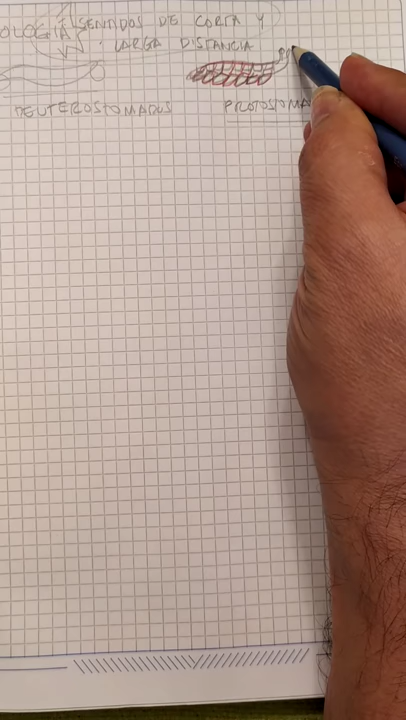 OLOGÍA SENTIDOS DE CORTA Y
LARGA DISTANCIA
DEUTEROSTOMADOS PROTOSTOMA